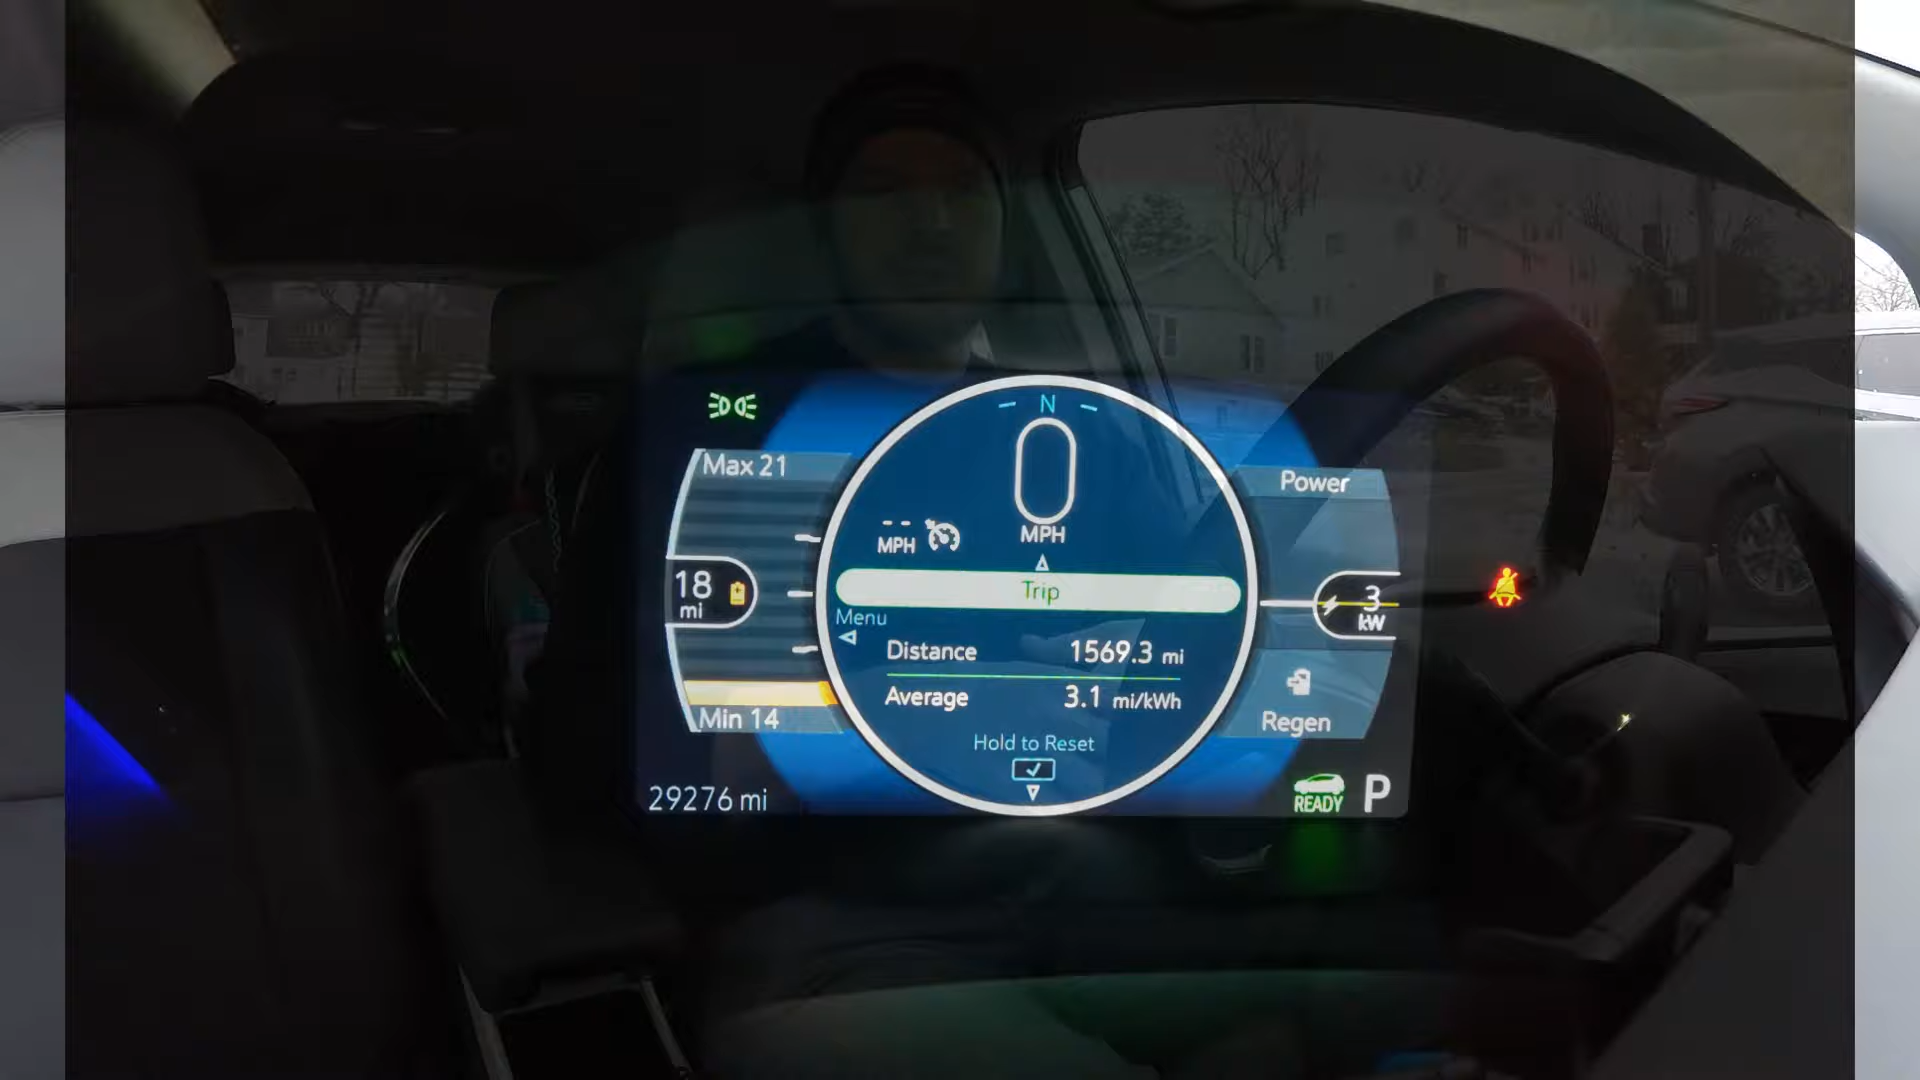 N
Max 21
0
MPH
Power
-- MPH
18 mi
Trip
3 kW
Menu
Distance 1569.3 mi
Average 3.1 mi/kWh
Min 14
Regen
Hold to Reset
29276 mi
READY P